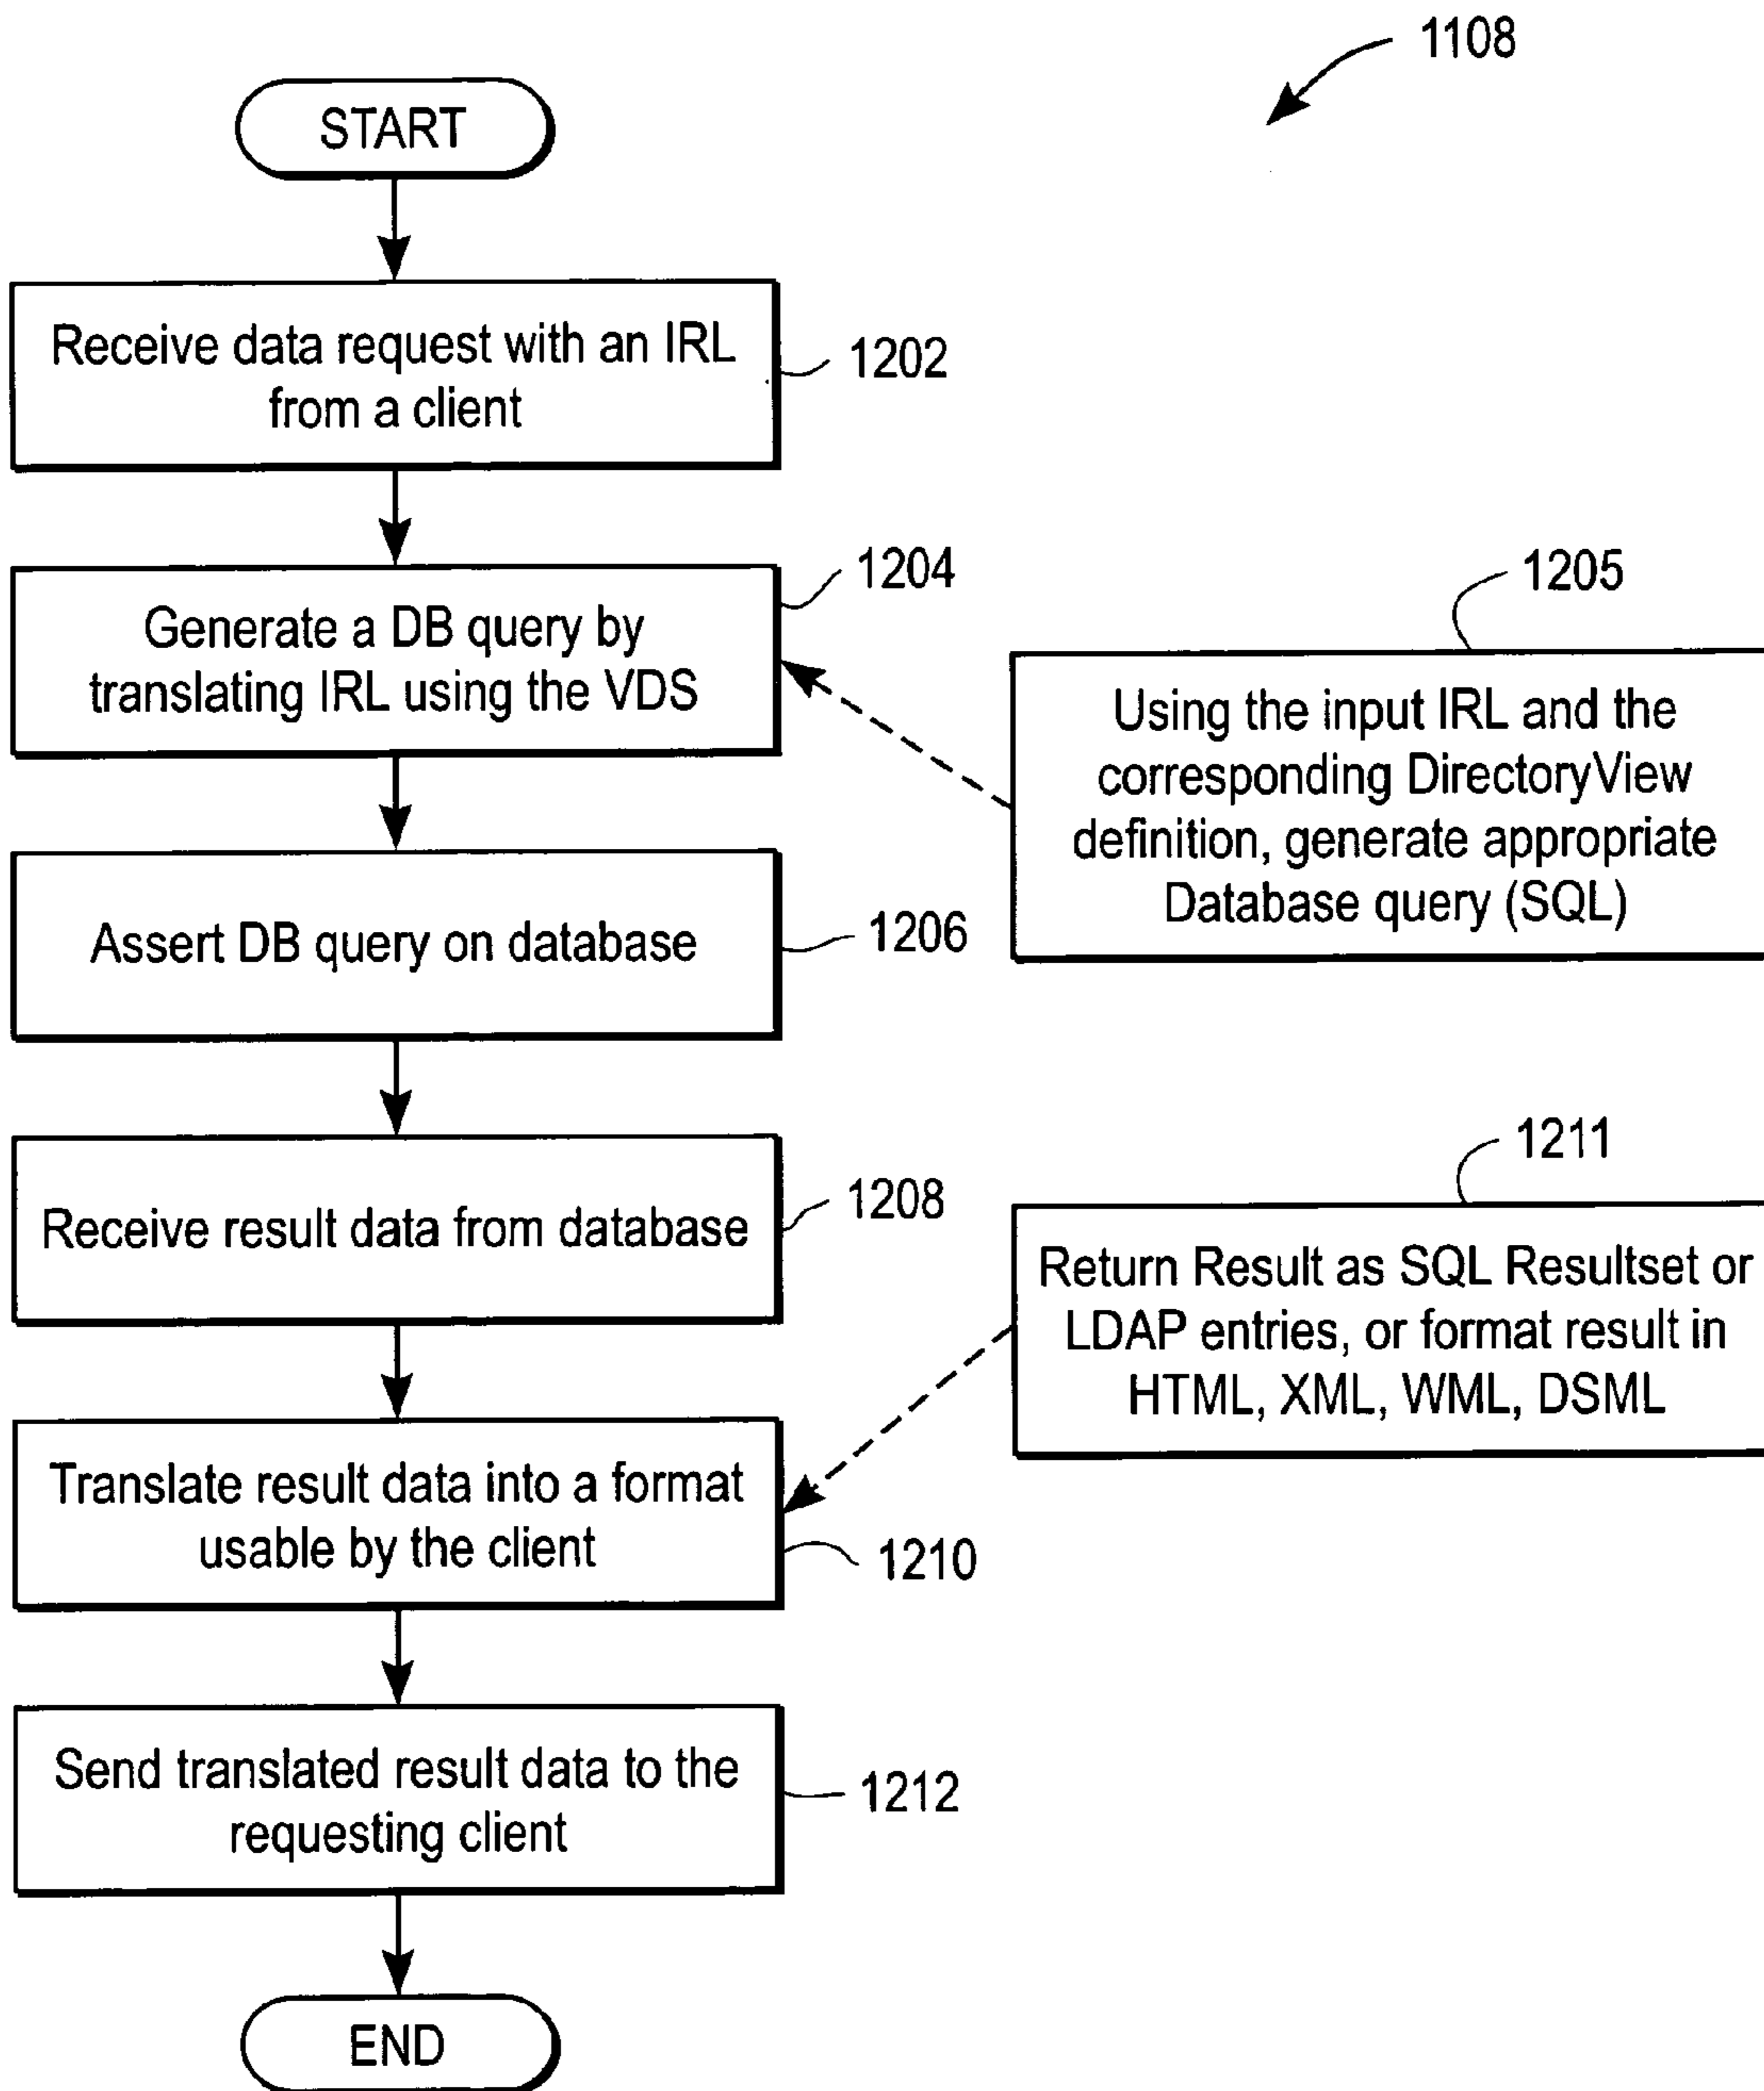 1108
START
Receive data request with an IRL
from a client
1202
Generate a DB query by
translating IRL using the VDS
1204
1205
Using the input IRL and the
corresponding DirectoryView
definition, generate appropriate
Database query (SQL)
Assert DB query on database
1206
Receive result data from database
1208
1211
Return Result as SQL Resultset or
LDAP entries, or format result in
HTML, XML, WML, DSML
Translate result data into a format
usable by the client
1210
Send translated result data to the
requesting client
1212
END